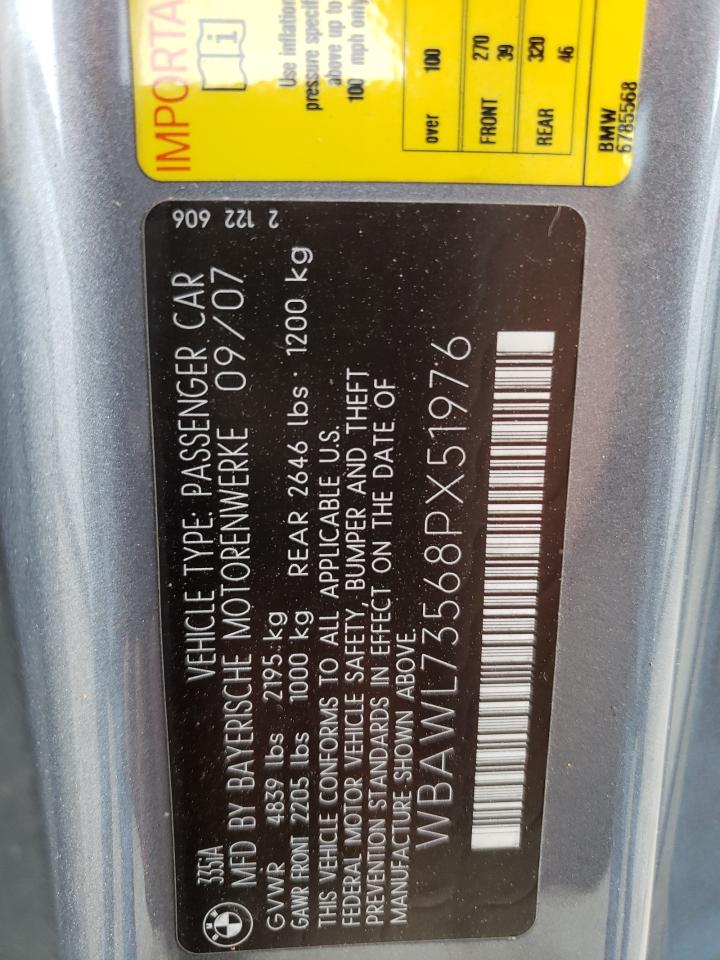 IMPORTA
Use inflation
pressure specif
above up to
100 mph only
over 100
FRONT 270
39
REAR 320
46
BMW
6785568
2 122 606
BMW
335iA VEHICLE TYPE: PASSENGER CAR
MFD BY BAYERISCHE MOTORENWERKE 09/07
GVWR 4839 lbs 2195 kg
GAWR FRONT 2205 lbs 1000 kg REAR 2646 lbs · 1200 kg
THIS VEHICLE CONFORMS TO ALL APPLICABLE U.S.
FEDERAL MOTOR VEHICLE SAFETY, BUMPER AND THEFT
PREVENTION STANDARDS IN EFFECT ON THE DATE OF
MANUFACTURE SHOWN ABOVE.
WBAWL73568PX51976